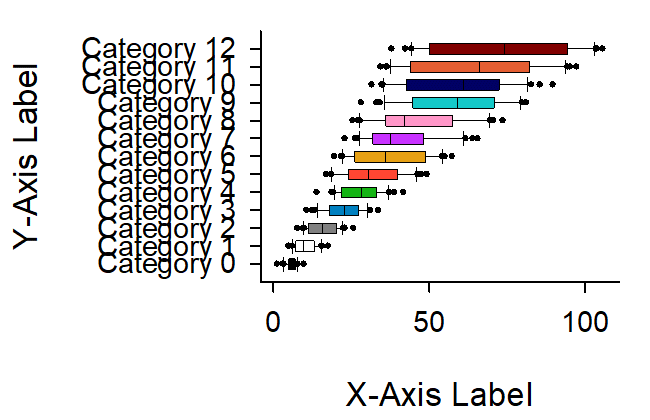 Category 12
Category 11
Category 10
Category 9
Category 8
Category 7
Category 6
Category 5
Category 4
Category 3
Category 2
Category 1
Category 0
Y-Axis Label
0 50 100
X-Axis Label